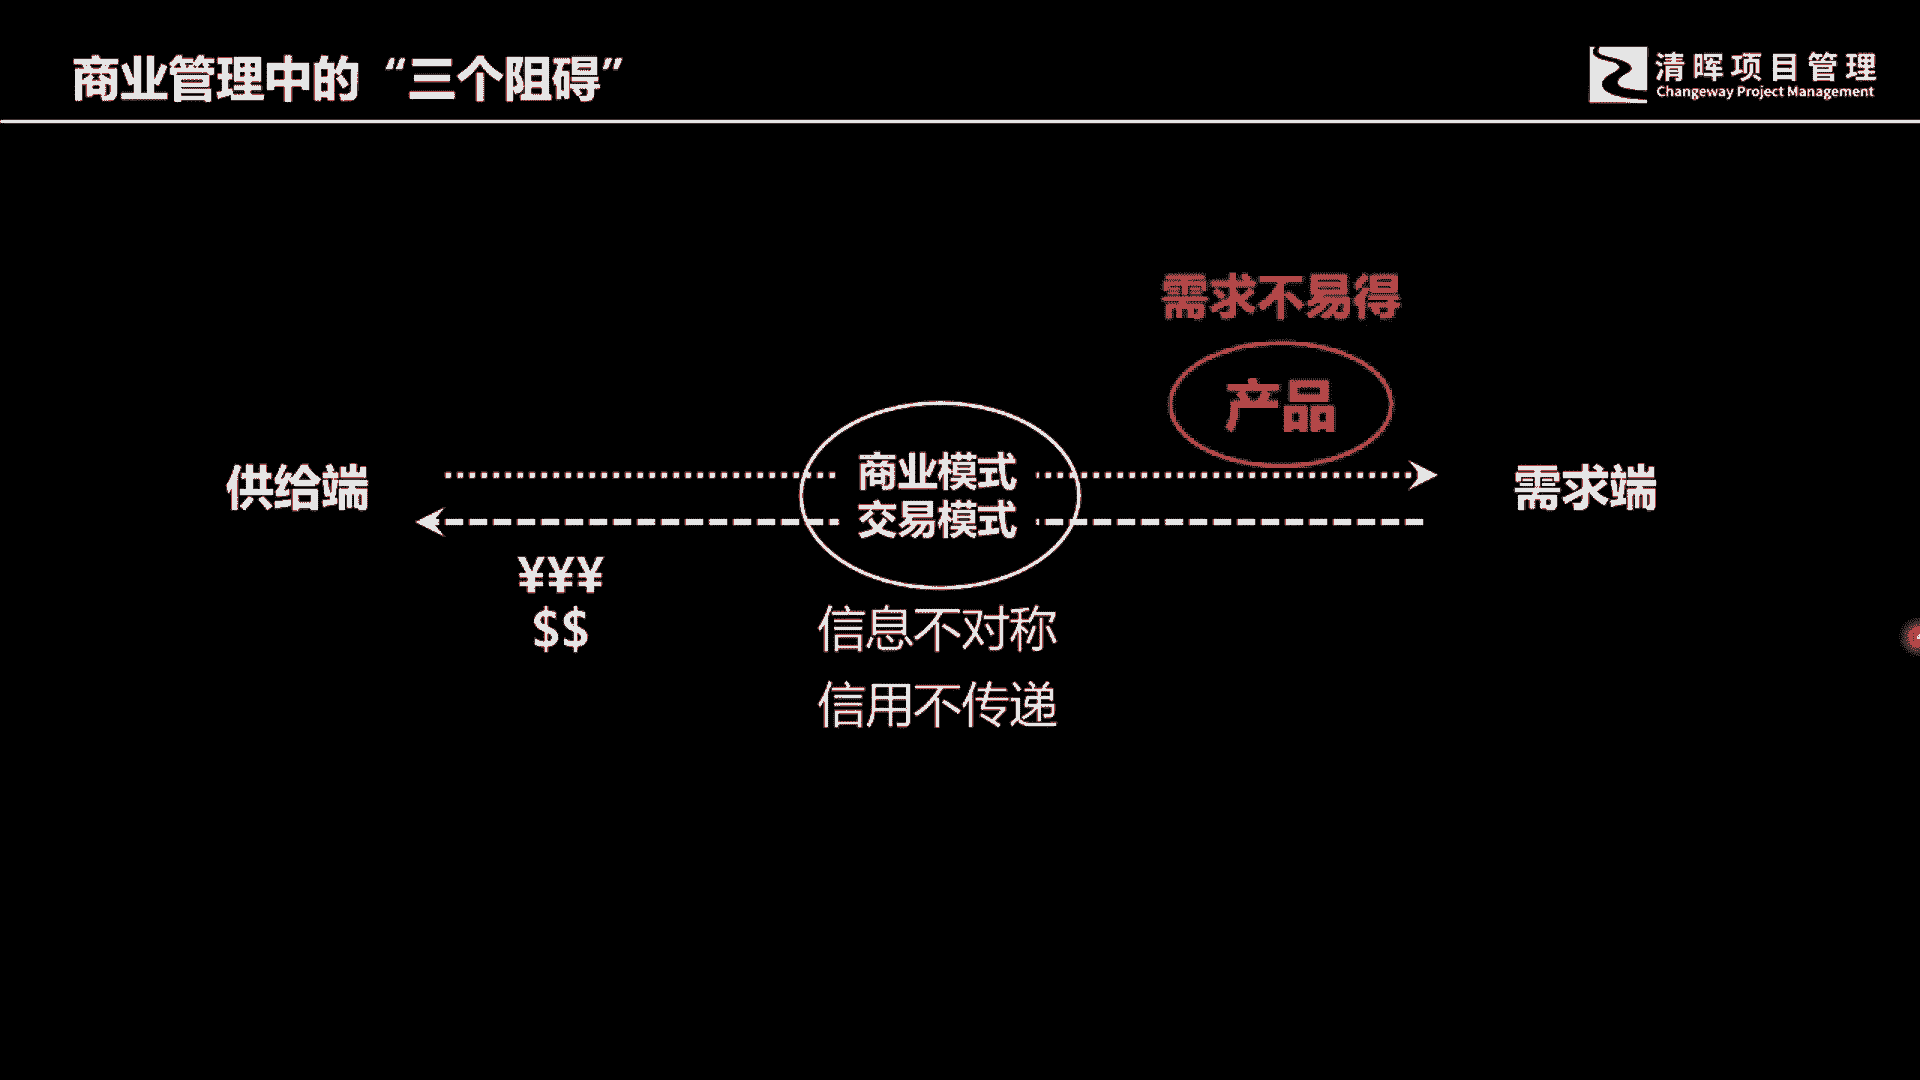 商业管理中的“三个阻碍”
清晖项目管理
Changeway Project Management
需求不易得
产品
供给端
商业模式
交易模式
需求端
¥¥¥
$$
信息不对称
信用不传递